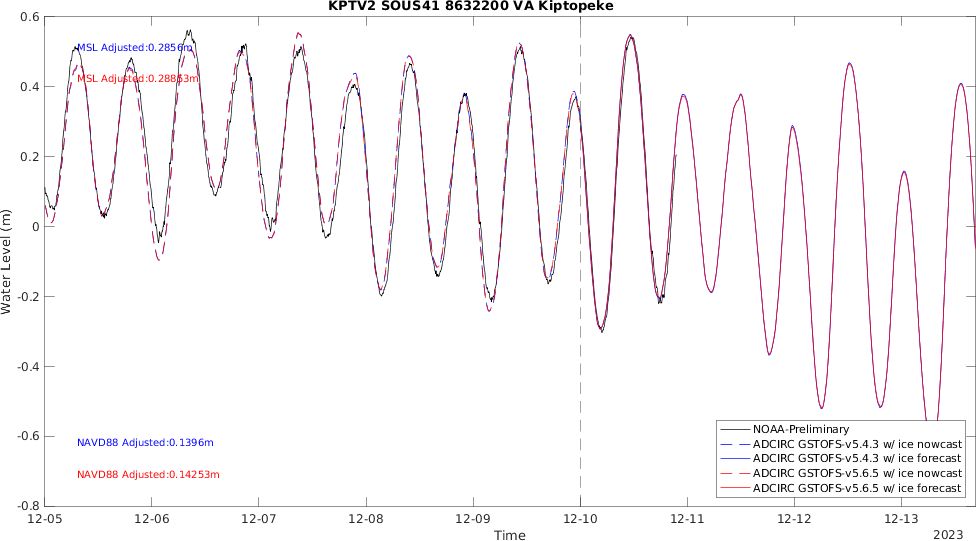 KPTV2 SOUS41 8632200 VA Kiptopeke
0.6
0.4
0.2
0
-0.2
-0.4
-0.6
-0.8
Water Level (m)
MSL Adjusted:0.2856m
MSL Adjusted:0.28853m
NAVD88 Adjusted:0.1396m
NAVD88 Adjusted:0.14253m
NOAA-Preliminary
ADCIRC GSTOFS-v5.4.3 w/ ice nowcast
ADCIRC GSTOFS-v5.4.3 w/ ice forecast
ADCIRC GSTOFS-v5.6.5 w/ ice nowcast
ADCIRC GSTOFS-v5.6.5 w/ ice forecast
12-05 12-06 12-07 12-08 12-09 12-10 12-11 12-12 12-13
Time
2023